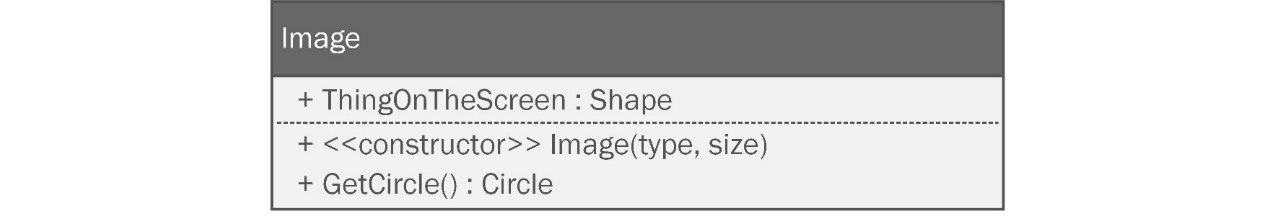 Image
+ ThingOnTheScreen : Shape
+ <<constructor>> Image(type, size)
+ GetCircle() : Circle